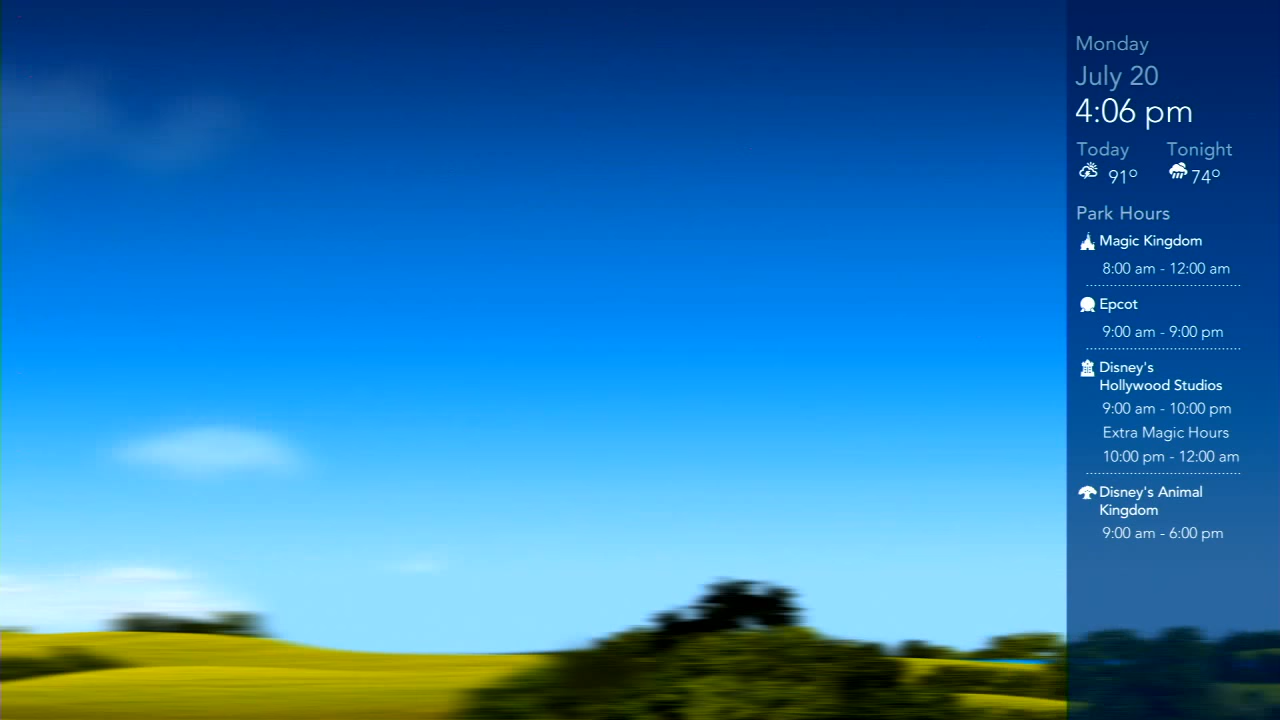 Monday
July 20
4:06 pm
Today Tonight
91° 74°
Park Hours
Magic Kingdom
8:00 am - 12:00 am
Epcot
9:00 am - 9:00 pm
Disney's
Hollywood Studios
9:00 am - 10:00 pm
Extra Magic Hours
10:00 pm - 12:00 am
Disney's Animal
Kingdom
9:00 am - 6:00 pm